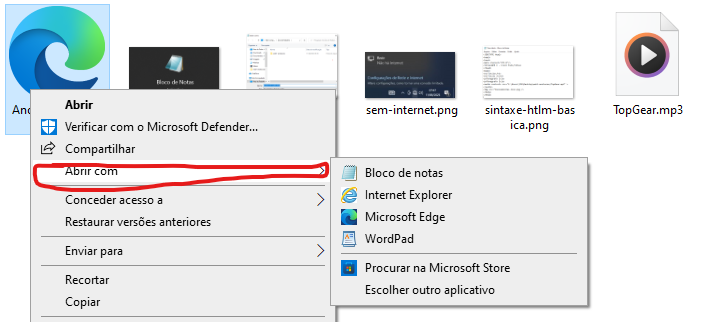 Bloco de Notas
And
sem-internet.png
sintaxe-htlm-bas
ica.png
TopGear.mp3
Abrir
Verificar com o Microsoft Defender...
Compartilhar
Abrir com
Conceder acesso a
Restaurar versões anteriores
Enviar para
Recortar
Copiar
Bloco de notas
Internet Explorer
Microsoft Edge
WordPad
Procurar na Microsoft Store
Escolher outro aplicativo